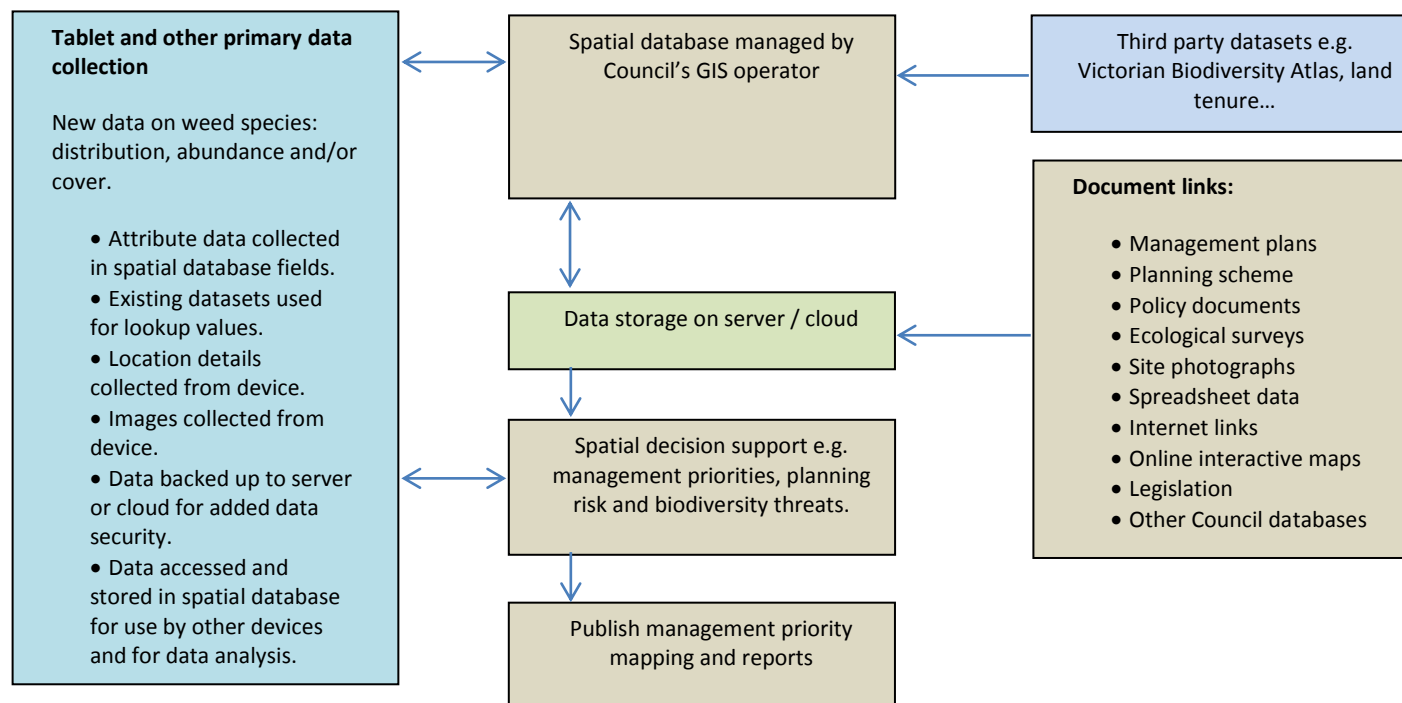 Tablet and other primary data
collection
New data on weed species:
distribution, abundance and/or
cover.
• Attribute data collected
in spatial database fields.
• Existing datasets used
for lookup values.
• Location details
collected from device.
• Images collected from
device.
• Data backed up to server
or cloud for added data
security.
• Data accessed and
stored in spatial database
for use by other devices
and for data analysis.
Spatial database managed by
Council’s GIS operator
Data storage on server / cloud
Spatial decision support e.g.
management priorities, planning
risk and biodiversity threats.
Publish management priority
mapping and reports
Third party datasets e.g.
Victorian Biodiversity Atlas, land
tenure…
Document links:
• Management plans
• Planning scheme
• Policy documents
• Ecological surveys
• Site photographs
• Spreadsheet data
• Internet links
• Online interactive maps
• Legislation
• Other Council databases